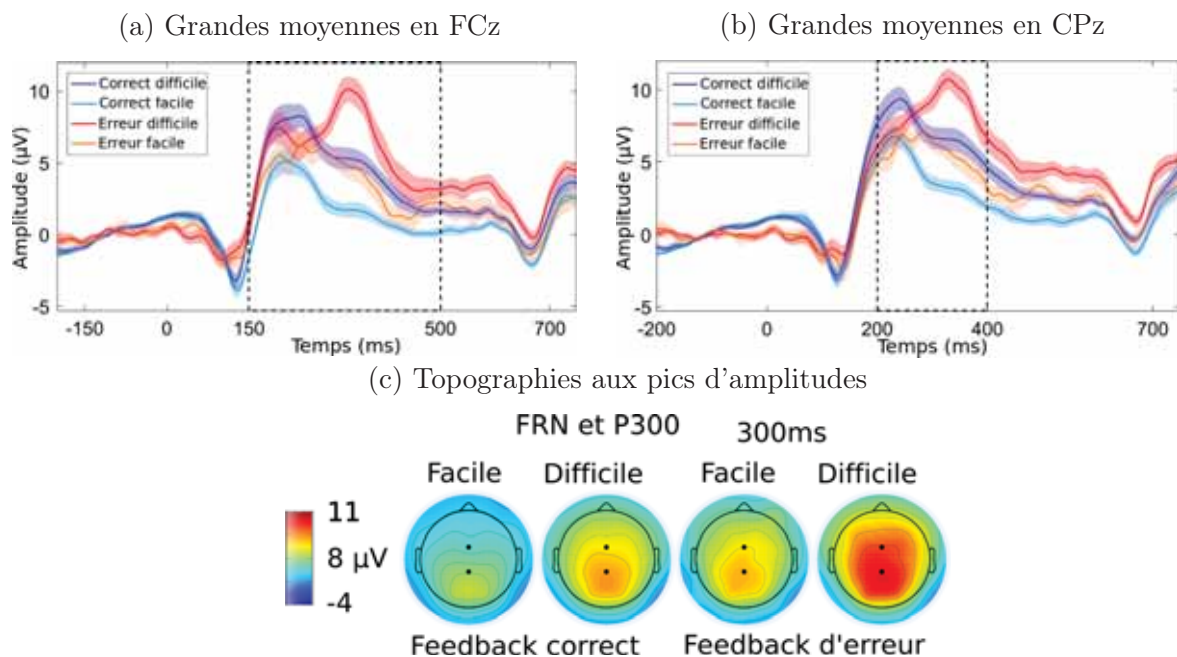 (a) Grandes moyennes en FCz
Correct difficile
Correct facile
Erreur difficile
Erreur facile
Amplitude (µV)
10
5
0
-5
-150 0 150 500 700
Temps (ms)
(b) Grandes moyennes en CPz
Correct difficile
Correct facile
Erreur difficile
Erreur facile
Amplitude (µV)
10
5
0
-5
-200 0 200 400 700
Temps (ms)
(c) Topographies aux pics d'amplitudes
FRN et P300 300ms
Facile Difficile Facile Difficile
11
8 µV
-4
Feedback correct Feedback d'erreur